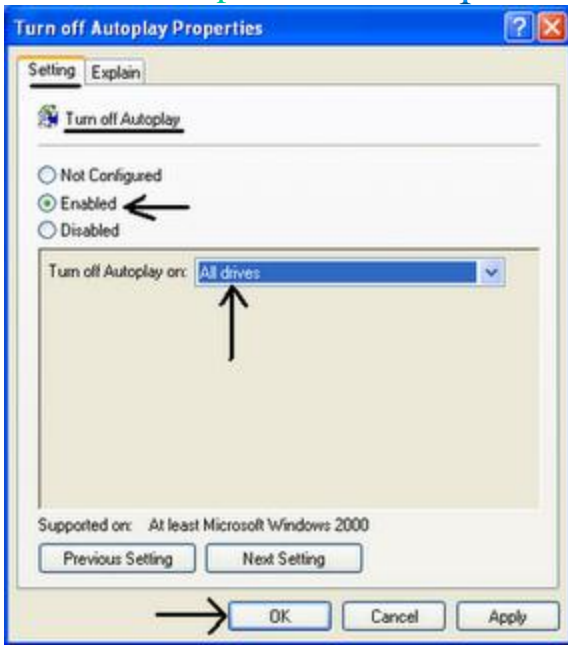 Turn off Autoplay Properties
Setting Explain
Turn off Autoplay
Not Configured
Enabled
Disabled
Turn off Autoplay on: All drives
Supported on: At least Microsoft Windows 2000
Previous Setting Next Setting
OK Cancel Apply